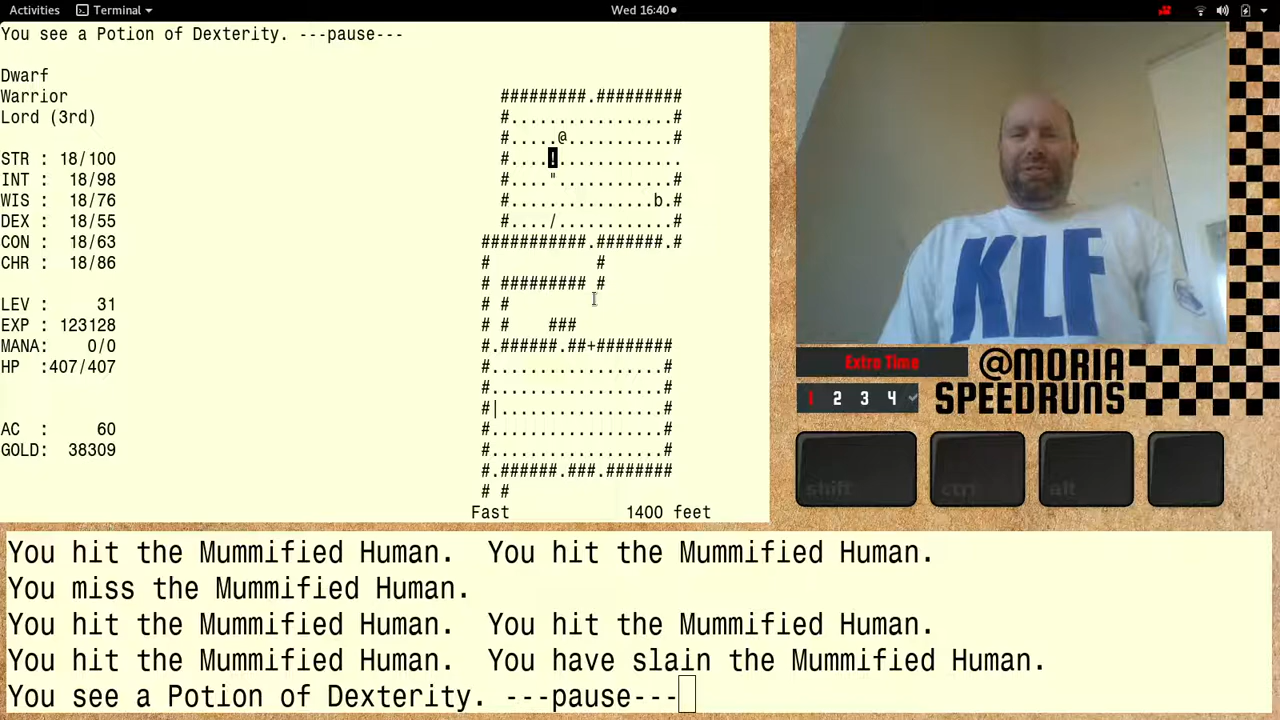 Activities Terminal Wed 16:40
You see a Potion of Dexterity. ---pause---
Dwarf
Warrior
Lord (3rd)
STR : 18/100
INT : 18/98
WIS : 18/76
DEX : 18/55
CON : 18/63
CHR : 18/86
LEV : 31
EXP : 123128
MANA: 0/0
HP :407/407
AC : 60
GOLD: 38309
#########.#########
#.................#
#.....@...........#
#....!.............
#...."............#
#...............b.#
#..../............#
###########.#######.#
# #
# ######### #
# #
# # ###
#.######.##+########
#.................#
#.................#
#|................#
#.................#
#.................#
#.######.###.#######
# #
Fast 1400 feet
KLF
Extra Time
1 2 3 4
@MORIA
SPEEDRUNS
shift ctrl alt
You hit the Mummified Human. You hit the Mummified Human.
You miss the Mummified Human.
You hit the Mummified Human. You hit the Mummified Human.
You hit the Mummified Human. You have slain the Mummified Human.
You see a Potion of Dexterity. ---pause---